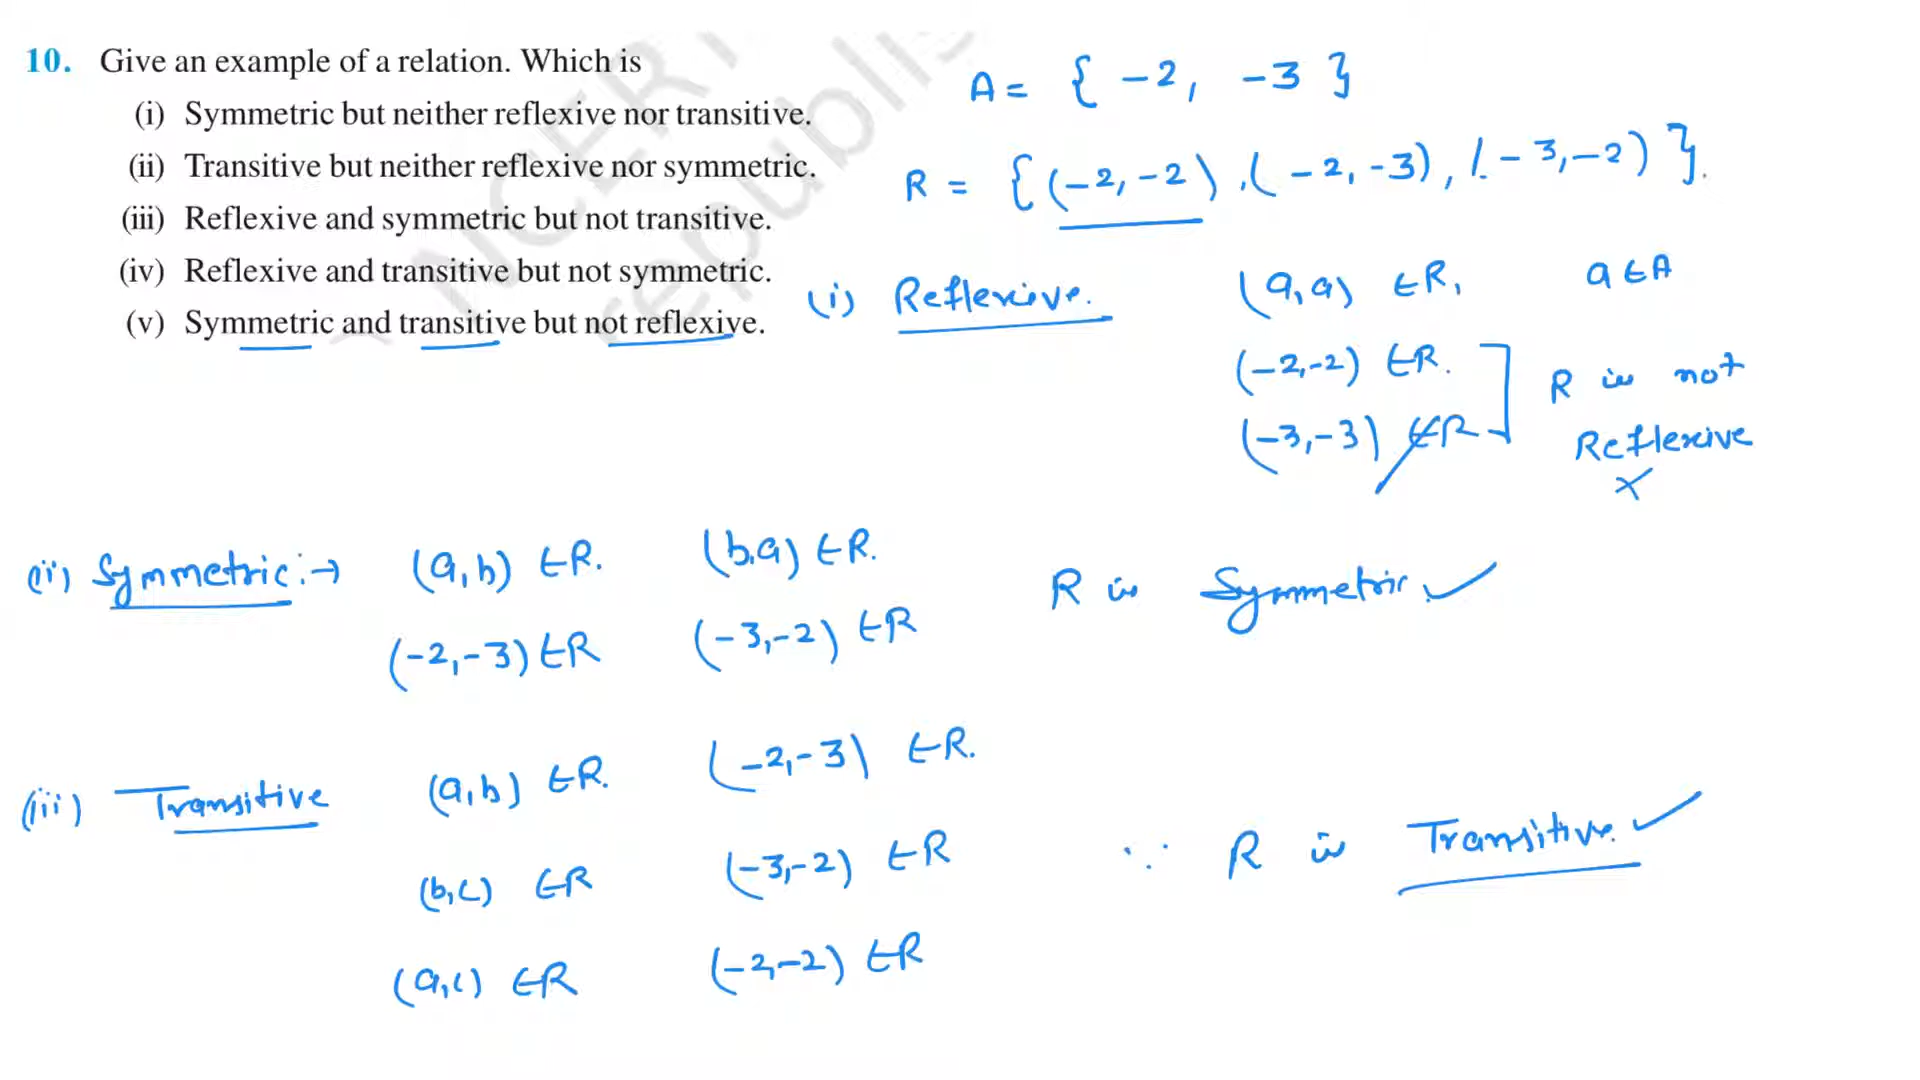 10. Give an example of a relation. Which is
(i) Symmetric but neither reflexive nor transitive.
(ii) Transitive but neither reflexive nor symmetric.
(iii) Reflexive and symmetric but not transitive.
(iv) Reflexive and transitive but not symmetric.
(v) Symmetric and transitive but not reflexive.
NCERT
republis
A = { -2, -3 }
R = { (-2, -2), (-2, -3), (-3, -2) }.
(i) Reflexive. (a, a) ∈R, a ∈ A
(-2,-2) ∈R.
(-3,-3) ∉R
R is not
Reflexive
×
(ii) Symmetric :→ (a, b) ∈R. (b,a) ∈R.
(-2,-3) ∈R (-3,-2) ∈R
R is Symmetric. ✓
(iii) Transitive (a,b) ∈R. (-2,-3) ∈R.
(b,c) ∈R (-3,-2) ∈R
(a,c) ∈R (-2,-2) ∈R
∵ R is Transitive. ✓